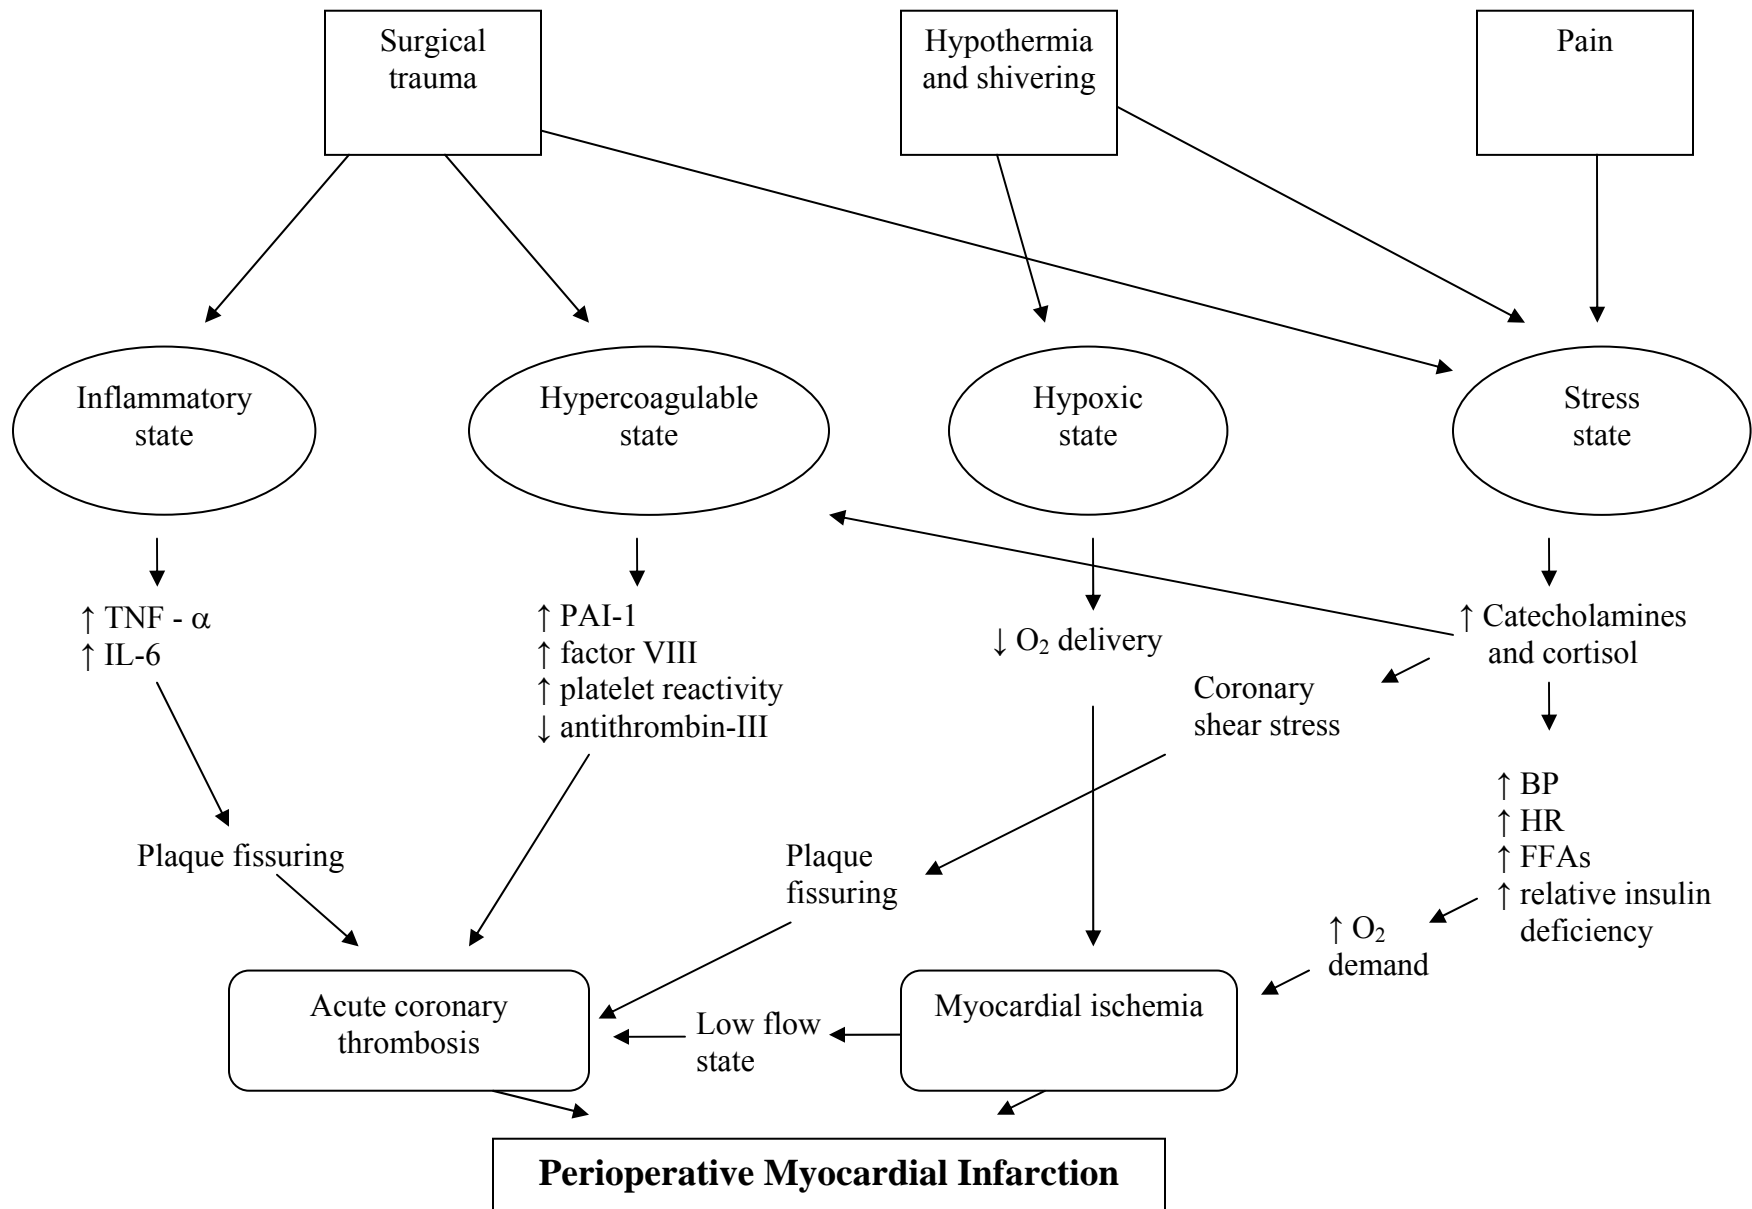 Surgical
trauma
Hypothermia
and shivering
Pain
Inflammatory
state
Hypercoagulable
state
Hypoxic
state
Stress
state
↑ TNF - α
↑ IL-6
↑ PAI-1
↑ factor VIII
↑ platelet reactivity
↓ antithrombin-III
↓ O₂ delivery
↑ Catecholamines
and cortisol
Coronary
shear stress
↑ BP
↑ HR
↑ FFAs
↑ relative insulin
deficiency
Plaque fissuring
Plaque
fissuring
↑ O₂
demand
Acute coronary
thrombosis
Low flow
state
Myocardial ischemia
Perioperative Myocardial Infarction